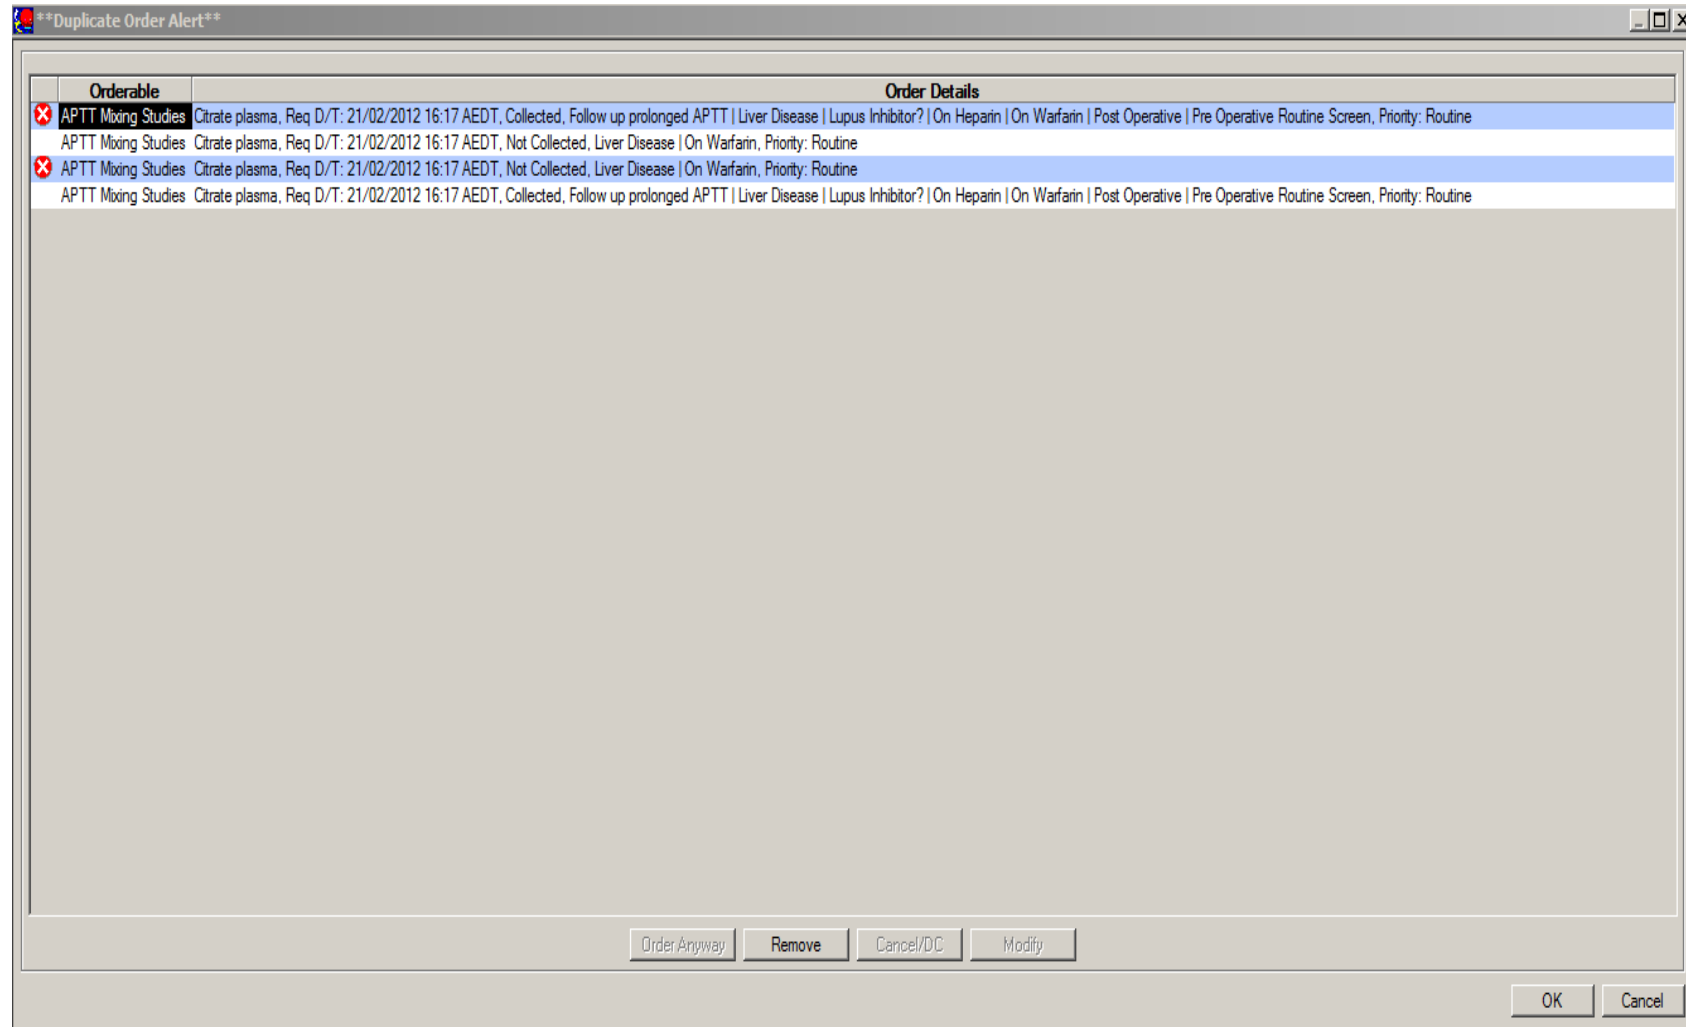 **Duplicate Order Alert**
Orderable Order Details
APTT Mixing Studies Citrate plasma, Req D/T: 21/02/2012 16:17 AEDT, Collected, Follow up prolonged APTT | Liver Disease | Lupus Inhibitor? | On Heparin | On Warfarin | Post Operative | Pre Operative Routine Screen, Priority: Routine
APTT Mixing Studies Citrate plasma, Req D/T: 21/02/2012 16:17 AEDT, Not Collected, Liver Disease | On Warfarin, Priority: Routine
APTT Mixing Studies Citrate plasma, Req D/T: 21/02/2012 16:17 AEDT, Not Collected, Liver Disease | On Warfarin, Priority: Routine
APTT Mixing Studies Citrate plasma, Req D/T: 21/02/2012 16:17 AEDT, Collected, Follow up prolonged APTT | Liver Disease | Lupus Inhibitor? | On Heparin | On Warfarin | Post Operative | Pre Operative Routine Screen, Priority: Routine
Order Anyway Remove Cancel/DC Modify
OK Cancel